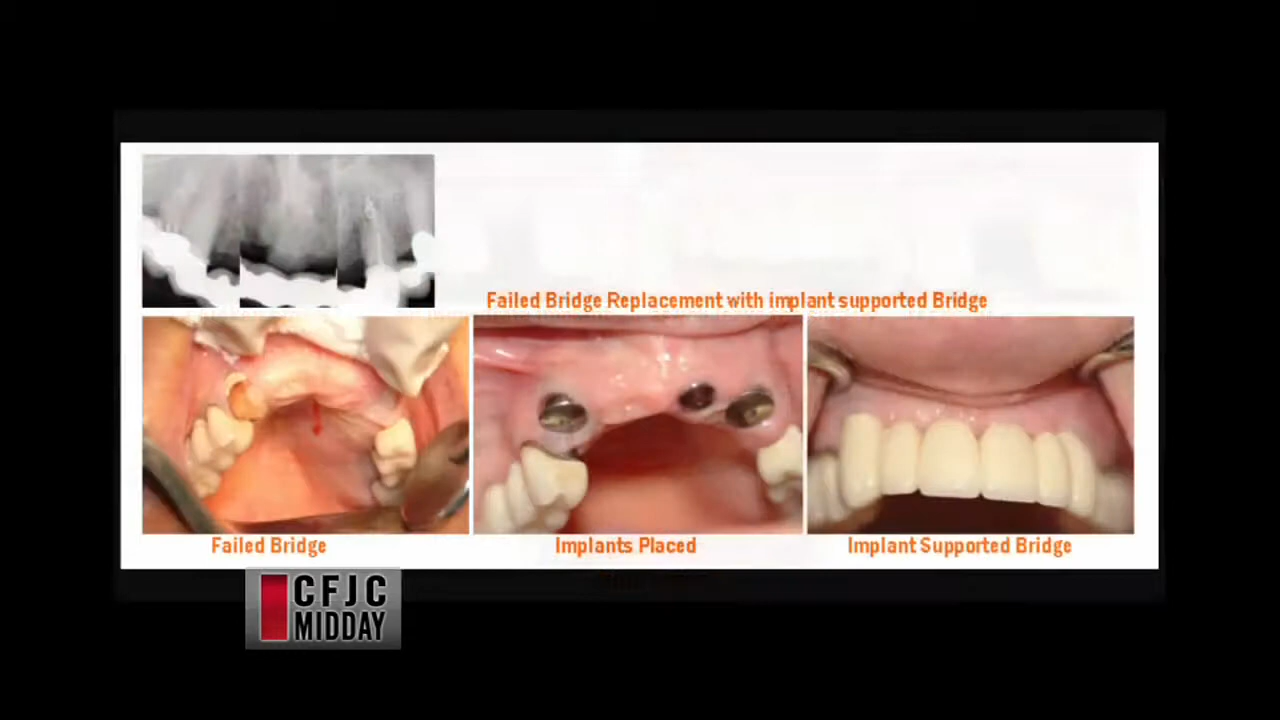 Failed Bridge Replacement with implant supported Bridge
Failed Bridge
Implants Placed
Implant Supported Bridge
CFJC
MIDDAY